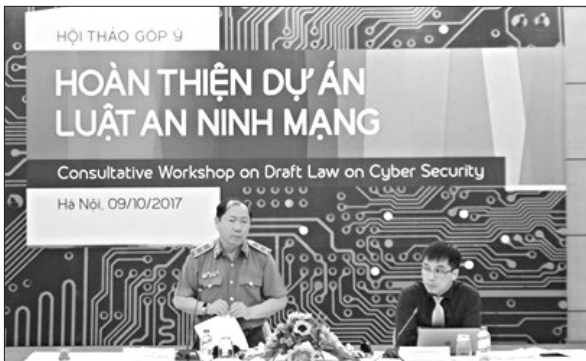 HỘI THẢO GÓP Ý
HOÀN THIỆN DỰ ÁN
LUẬT AN NINH MẠNG
Consultative Workshop on Draft Law on Cyber Security
Hà Nội, 09/10/2017